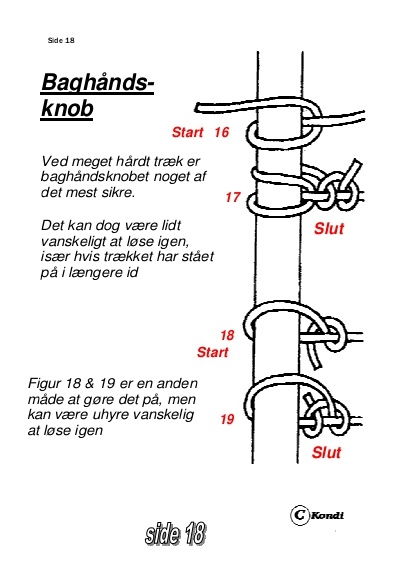 Side 18
Baghånds-
knob
Start 16
Ved meget hårdt træk er
baghåndsknobet noget af
det mest sikre.
17
Slut
Det kan dog være lidt
vanskeligt at løse igen,
især hvis trækket har stået
på i længere id
18
Start
Figur 18 & 19 er en anden
måde at gøre det på, men
kan være uhyre vanskelig
at løse igen
19
Slut
C Kondi
side 18